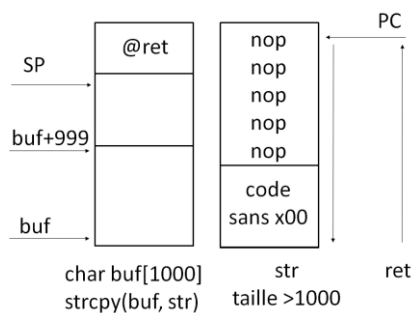 @ret
SP
buf+999
buf
char buf[1000]
strcpy(buf, str)
nop
nop
nop
nop
nop
code
sans x00
str
taille >1000
PC
ret